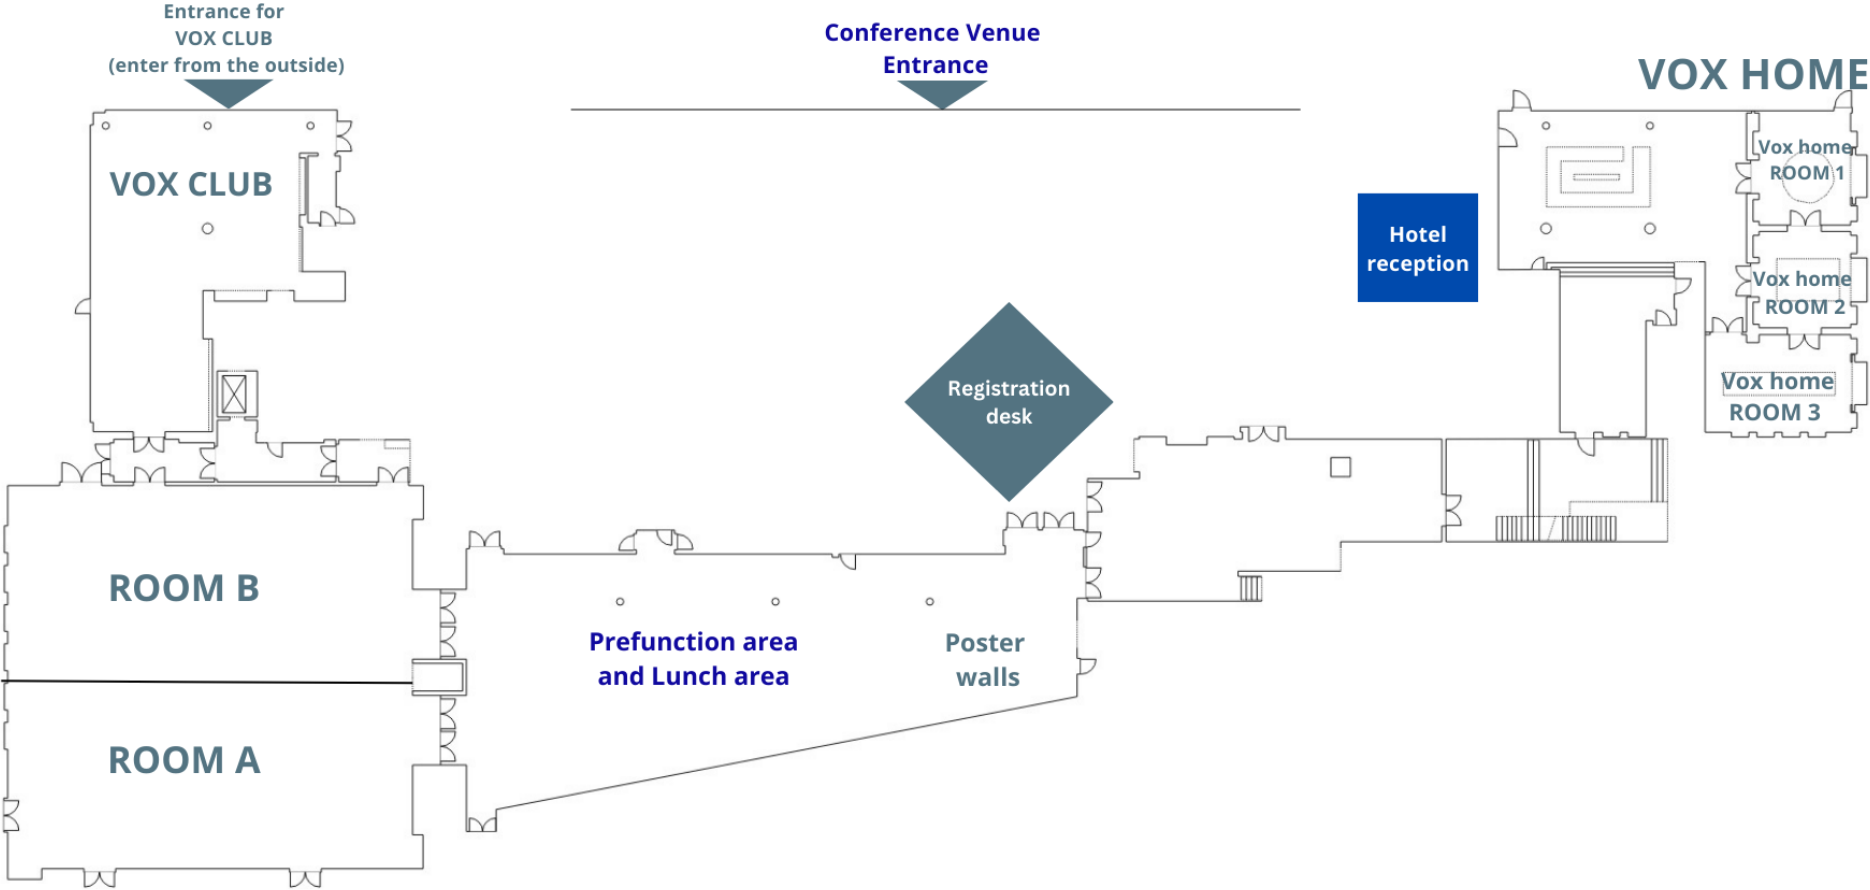 Entrance for
VOX CLUB
(enter from the outside)
Conference Venue
Entrance
VOX HOME
VOX CLUB
Vox home
ROOM 1
Hotel
reception
Vox home
ROOM 2
Registration
desk
Vox home
ROOM 3
ROOM B
Prefunction area
and Lunch area
Poster
walls
ROOM A